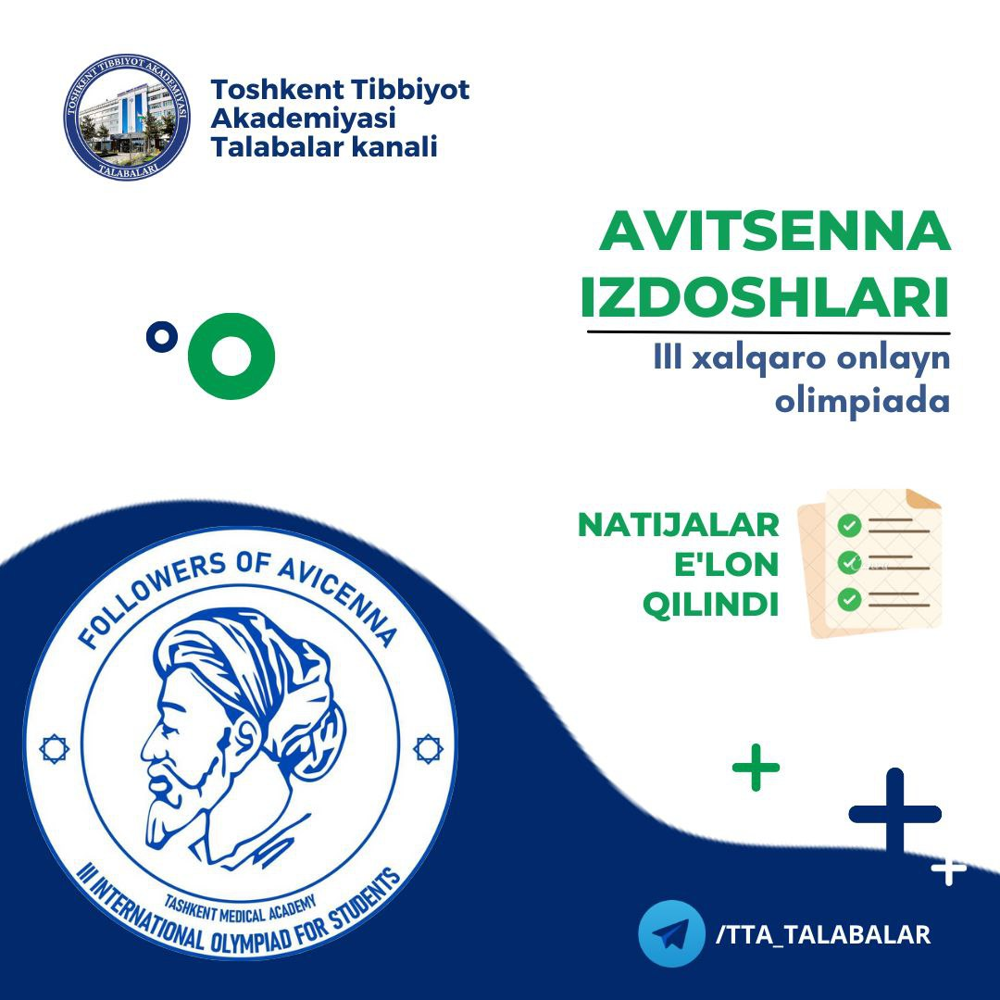 TOSHKENT TIBBIYOT AKADEMIYASI
TALABALARI
Toshkent Tibbiyot
Akademiyasi
Talabalar kanali
AVITSENNA
IZDOSHLARI
III xalqaro onlayn
olimpiada
NATIJALAR
E'LON
QILINDI
FOLLOWERS OF AVICENNA
TASHKENT MEDICAL ACADEMY
III INTERNATIONAL OLYMPIAD FOR STUDENTS
/TTA_TALABALAR